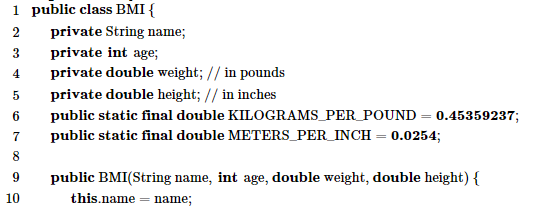 1 public class BMI {
2 private String name;
3 private int age;
4 private double weight; // in pounds
5 private double height; // in inches
6 public static final double KILOGRAMS_PER_POUND = 0.45359237;
7 public static final double METERS_PER_INCH = 0.0254;
8
9 public BMI(String name, int age, double weight, double height) {
10 this.name = name;